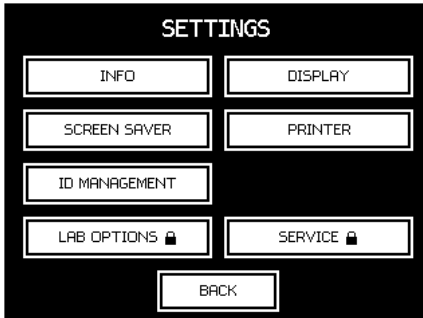 SETTINGS
INFO
DISPLAY
SCREEN SAVER
PRINTER
ID MANAGEMENT
LAB OPTIONS
SERVICE
BACK